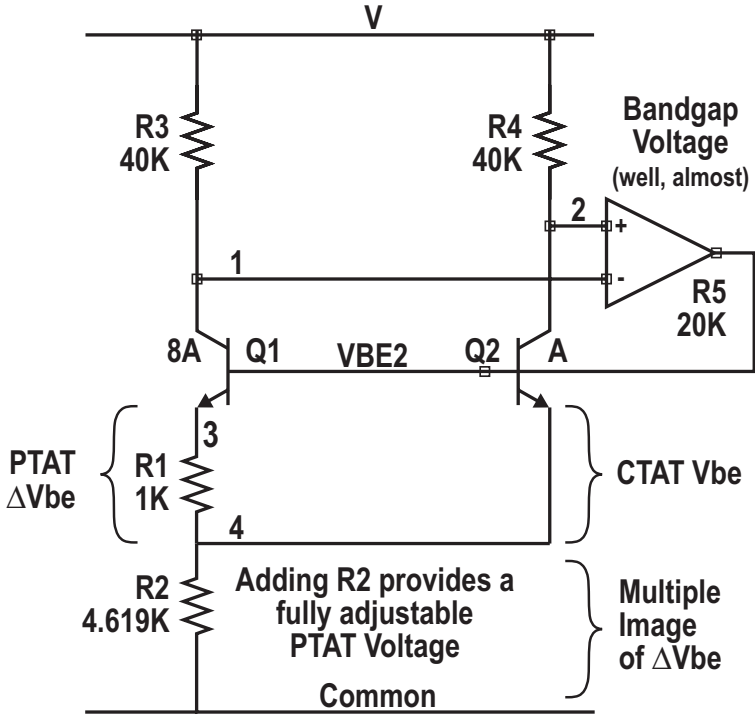 V
R3
40K
R4
40K
Bandgap
Voltage
(well, almost)
2
+
1
-
R5
20K
8A
Q1
VBE2
Q2
A
3
PTAT
ΔVbe
R1
1K
CTAT Vbe
4
R2
4.619K
Adding R2 provides a
fully adjustable
PTAT Voltage
Multiple
Image
of ΔVbe
Common